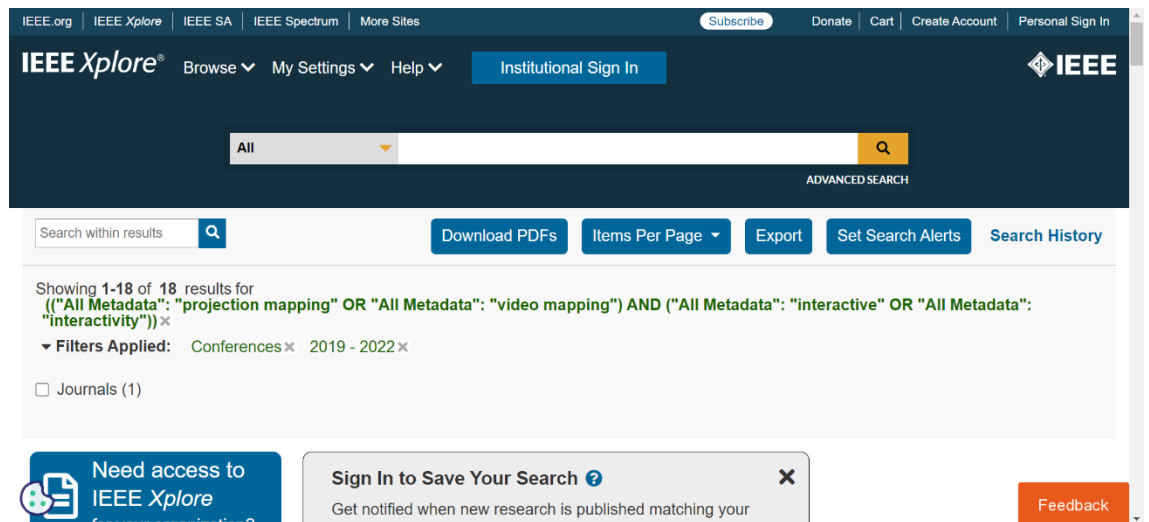 IEEE.org IEEE Xplore IEEE SA IEEE Spectrum More Sites Subscribe Donate Cart Create Account Personal Sign In
IEEE Xplore® Browse My Settings Help Institutional Sign In IEEE
All
ADVANCED SEARCH
Search within results Download PDFs Items Per Page Export Set Search Alerts Search History
Showing 1-18 of 18 results for
(("All Metadata": "projection mapping" OR "All Metadata": "video mapping") AND ("All Metadata": "interactive" OR "All Metadata":
"interactivity")) ×
Filters Applied: Conferences × 2019 - 2022 ×
Journals (1)
Need access to
IEEE Xplore
for your organization?
Sign In to Save Your Search ? ×
Get notified when new research is published matching your
Feedback